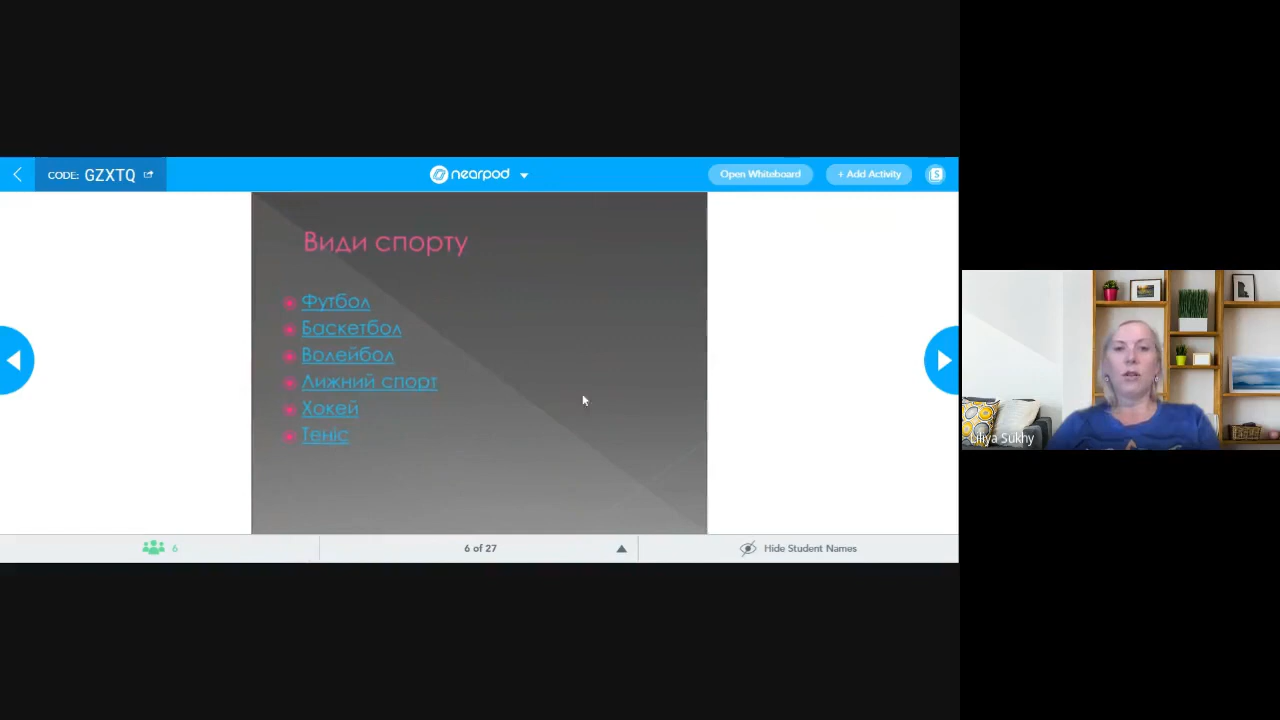 CODE: GZXTQ
nearpod
Open Whiteboard
+ Add Activity
S
Види спорту
Футбол
Баскетбол
Волейбол
Лижний спорт
Хокей
Теніс
Liliya Sukhy
6
6 of 27
Hide Student Names